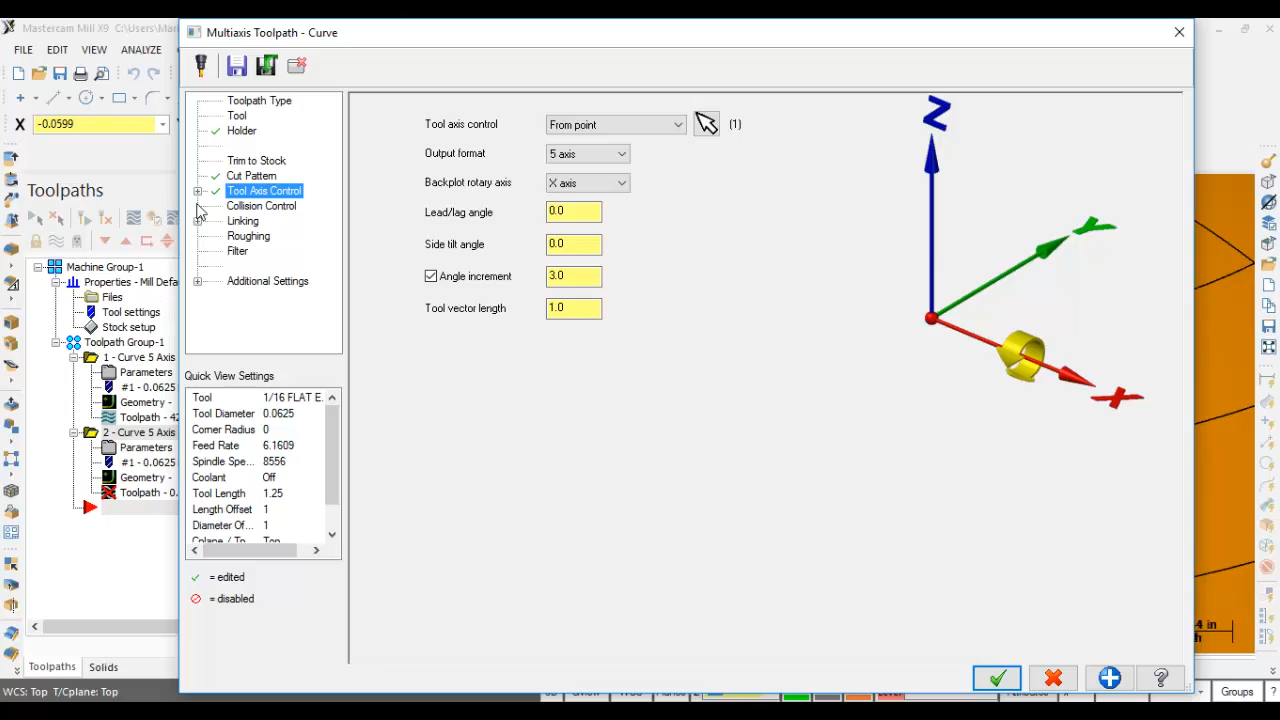 Mastercam Mill X9 C:\Users\Mar
Multiaxis Toolpath - Curve
FILE EDIT VIEW ANALYZE
X -0.0599
Toolpaths
Machine Group-1
Properties - Mill Defa
Files
Tool settings
Stock setup
Toolpath Group-1
1 - Curve 5 Axis
Parameters
#1 - 0.0625
Geometry -
Toolpath - 42
2 - Curve 5 Axis
Parameters
#1 - 0.0625
Geometry -
Toolpath - 0.
Toolpaths Solids
WCS: Top T/Cplane: Top
Toolpath Type
Tool
Holder
Trim to Stock
Cut Pattern
Tool Axis Control
Collision Control
Linking
Roughing
Filter
Additional Settings
Quick View Settings
Tool 1/16 FLAT E.
Tool Diameter 0.0625
Corner Radius 0
Feed Rate 6.1609
Spindle Spe... 8556
Coolant Off
Tool Length 1.25
Length Offset 1
Diameter Of... 1
Cplane / Tp Top
= edited
= disabled
Tool axis control From point (1)
Output format 5 axis
Backplot rotary axis X axis
Lead/lag angle 0.0
Side tilt angle 0.0
Angle increment 3.0
Tool vector length 1.0
Z
Y
X
4 in
Groups ?